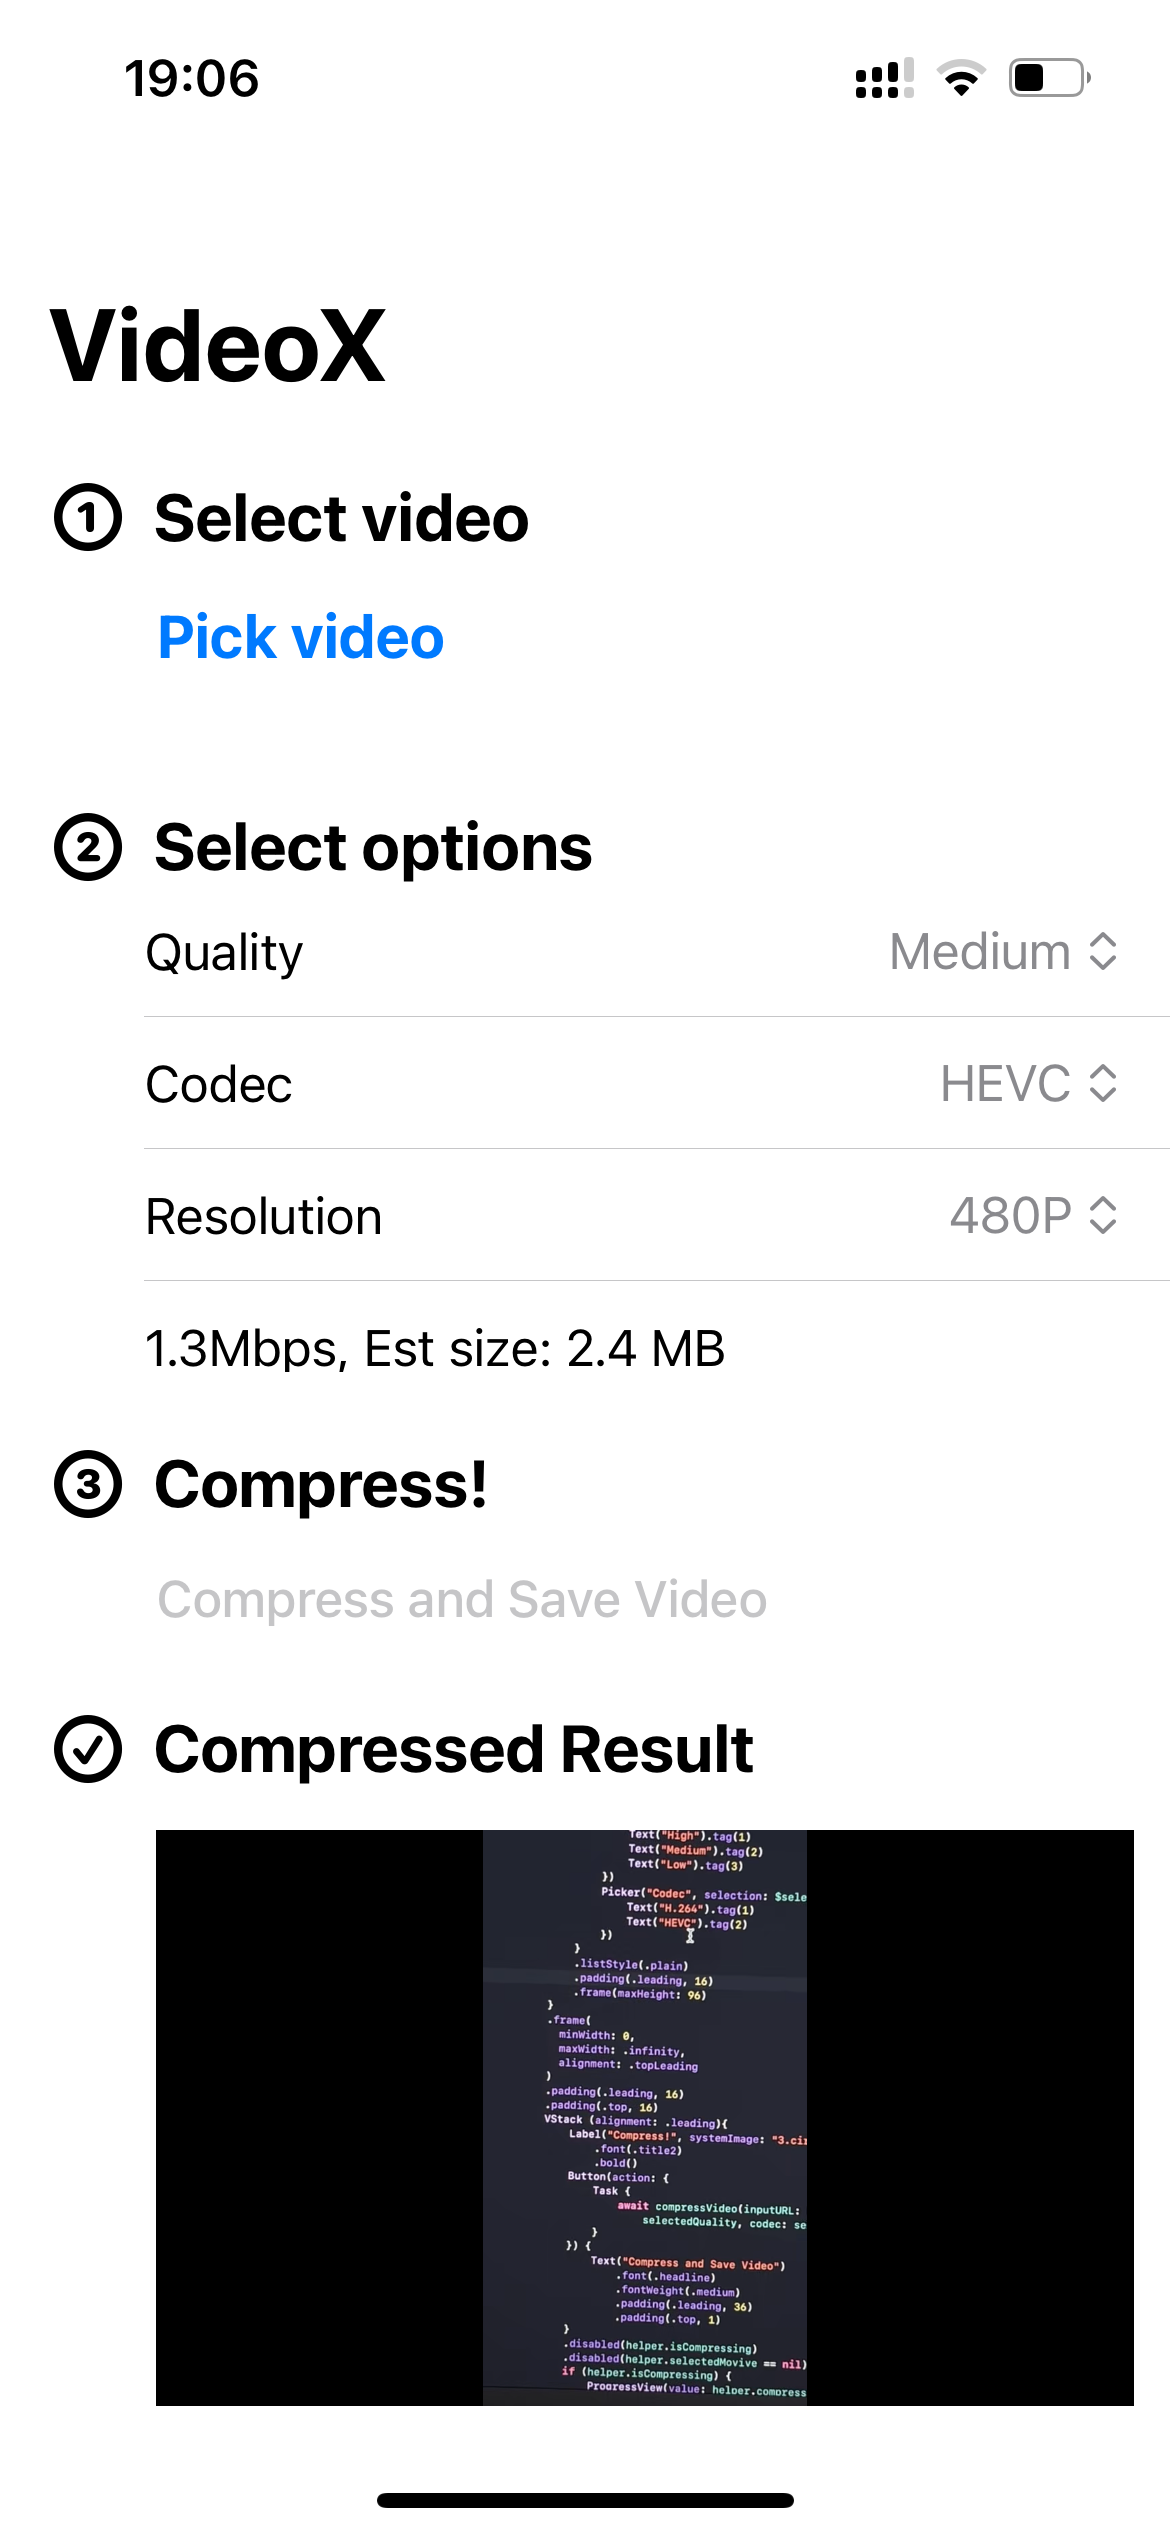 19:06
VideoX
1 Select video
Pick video
2 Select options
Quality Medium
Codec HEVC
Resolution 480P
1.3Mbps, Est size: 2.4 MB
3 Compress!
Compress and Save Video
Compressed Result
Text("High").tag(1)
Text("Medium").tag(2)
Text("Low").tag(3)
})
Picker("Codec", selection: $sele
Text("H.264").tag(1)
Text("HEVC").tag(2)
})
}
.listStyle(.plain)
.padding(.leading, 16)
.frame(maxHeight: 96)
}
.frame(
minWidth: 0,
maxWidth: .infinity,
alignment: .topLeading
)
.padding(.leading, 16)
.padding(.top, 16)
VStack (alignment: .leading){
Label("Compress!", systemImage: "3.cir
.font(.title2)
.bold()
Button(action: {
Task {
await compressVideo(inputURL:
selectedQuality, codec: se
}
}) {
Text("Compress and Save Video")
.font(.headline)
.fontWeight(.medium)
.padding(.leading, 36)
.padding(.top, 1)
}
.disabled(helper.isCompressing)
.disabled(helper.selectedMovive == nil)
if (helper.isCompressing) {
ProgressView(value: helper.compress